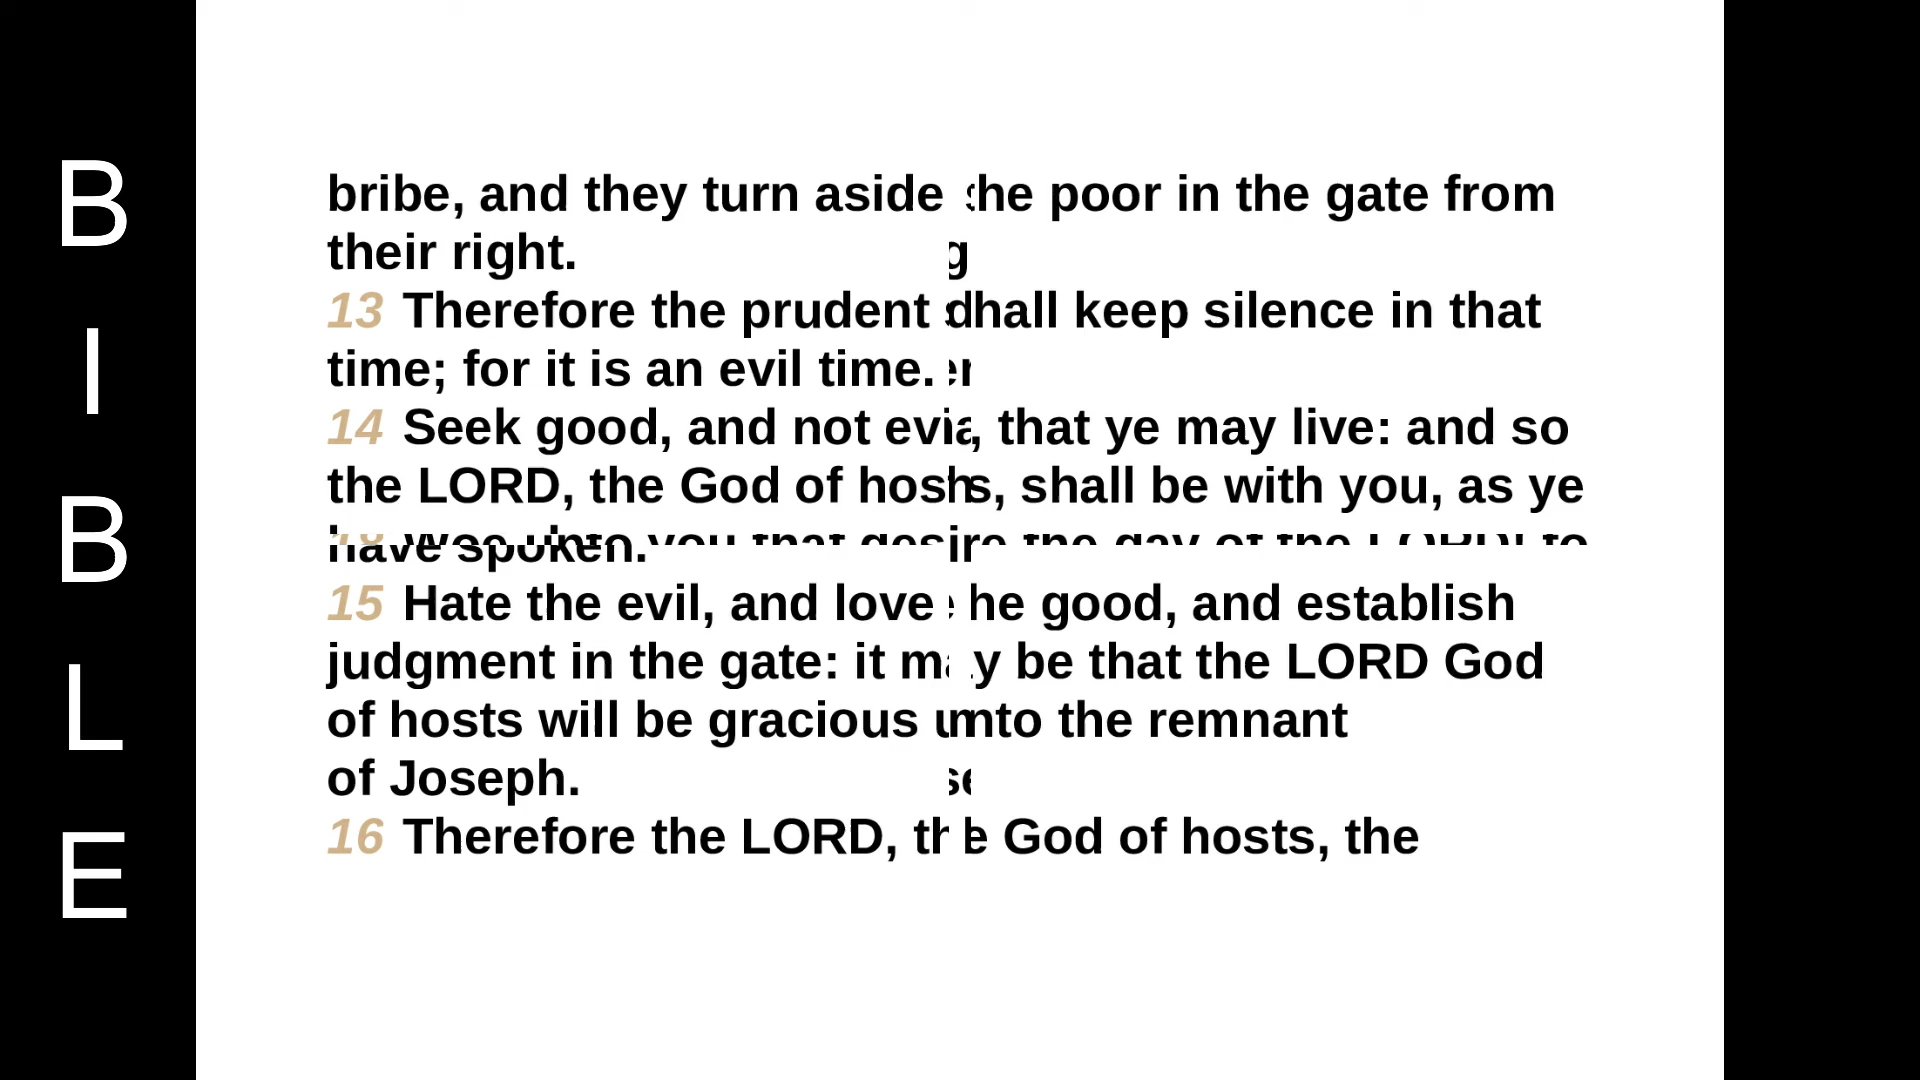 BIBLE
bribe, and they turn aside the poor in the gate from
their right.
13 Therefore the prudent shall keep silence in that
time; for it is an evil time.
14 Seek good, and not evil, that ye may live: and so
the LORD, the God of hosts, shall be with you, as ye
have spoken.
15 Hate the evil, and love the good, and establish
judgment in the gate: it may be that the LORD God
of hosts will be gracious unto the remnant
of Joseph.
16 Therefore the LORD, the God of hosts, the